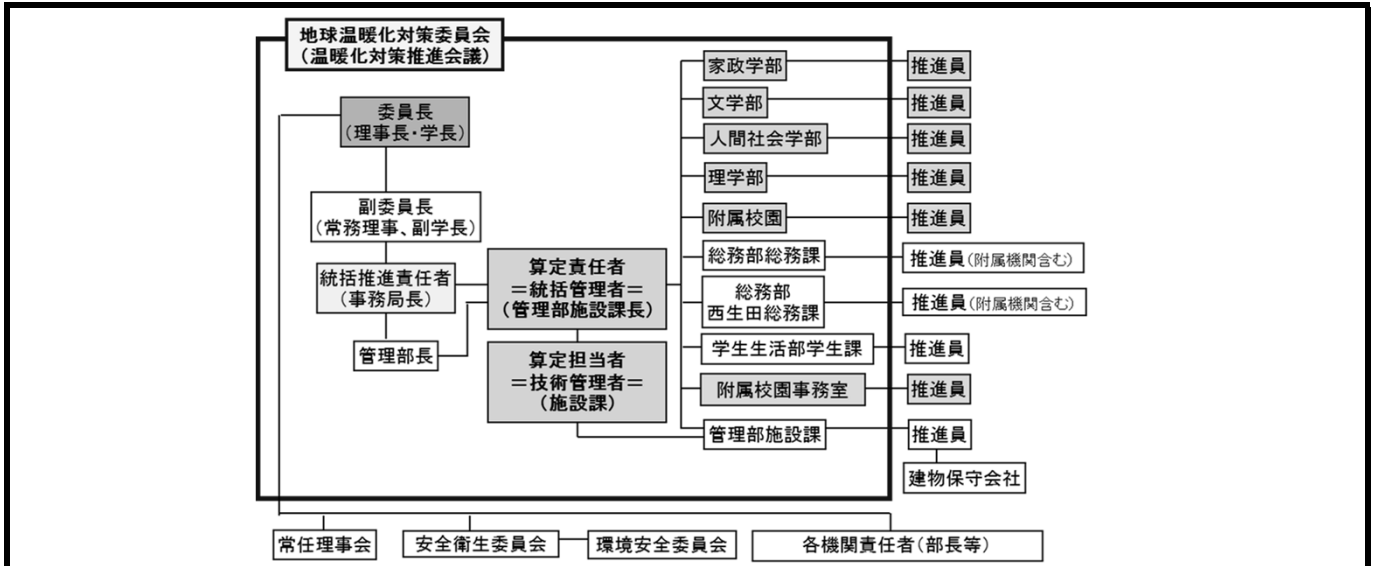 地球温暖化対策委員会
（温暖化対策推進会議）
委員長
（理事長・学長）
副委員長
（常務理事、副学長）
統括推進責任者
（事務局長）
管理部長
算定責任者
＝統括管理者＝
（管理部施設課長）
算定担当者
＝技術管理者＝
（施設課）
家政学部
推進員
文学部
推進員
人間社会学部
推進員
理学部
推進員
附属校園
推進員
総務部総務課
推進員（附属機関含む）
総務部
西生田総務課
推進員（附属機関含む）
学生生活部学生課
推進員
附属校園事務室
推進員
管理部施設課
推進員
建物保守会社
常任理事会
安全衛生委員会
環境安全委員会
各機関責任者（部長等）